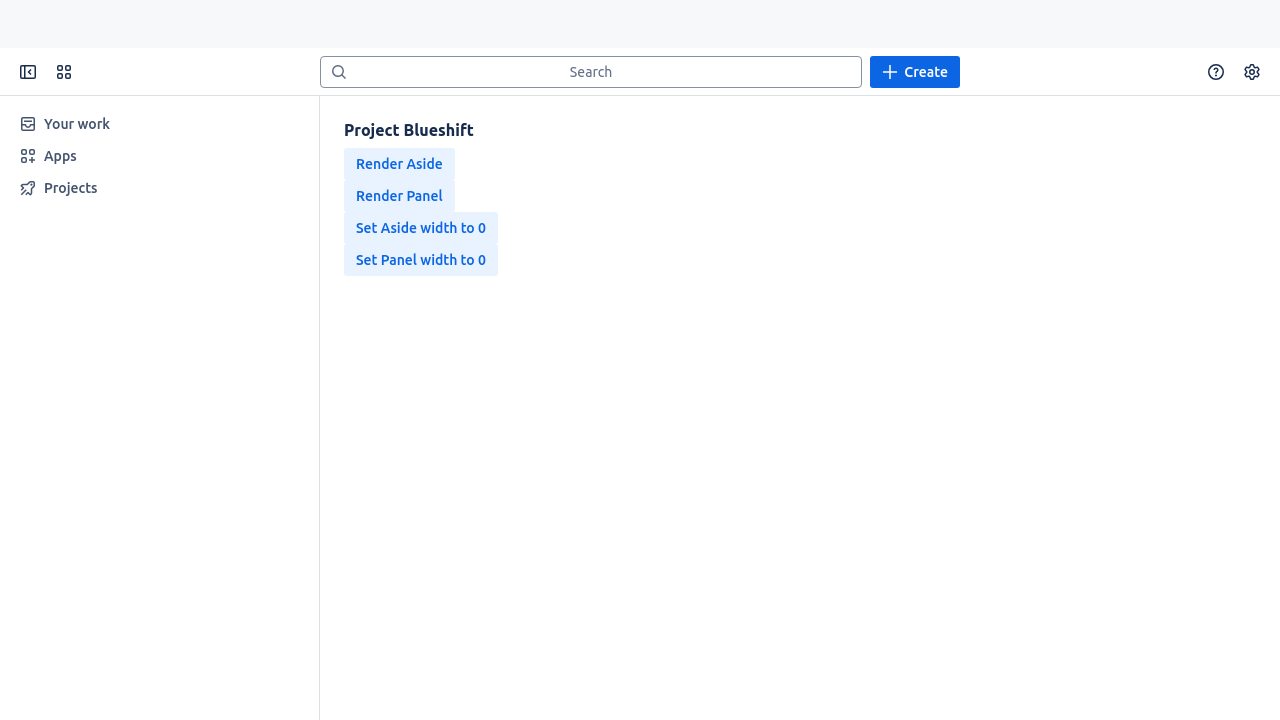 Search
Create
Your work
Apps
Projects
Project Blueshift
Render Aside
Render Panel
Set Aside width to 0
Set Panel width to 0